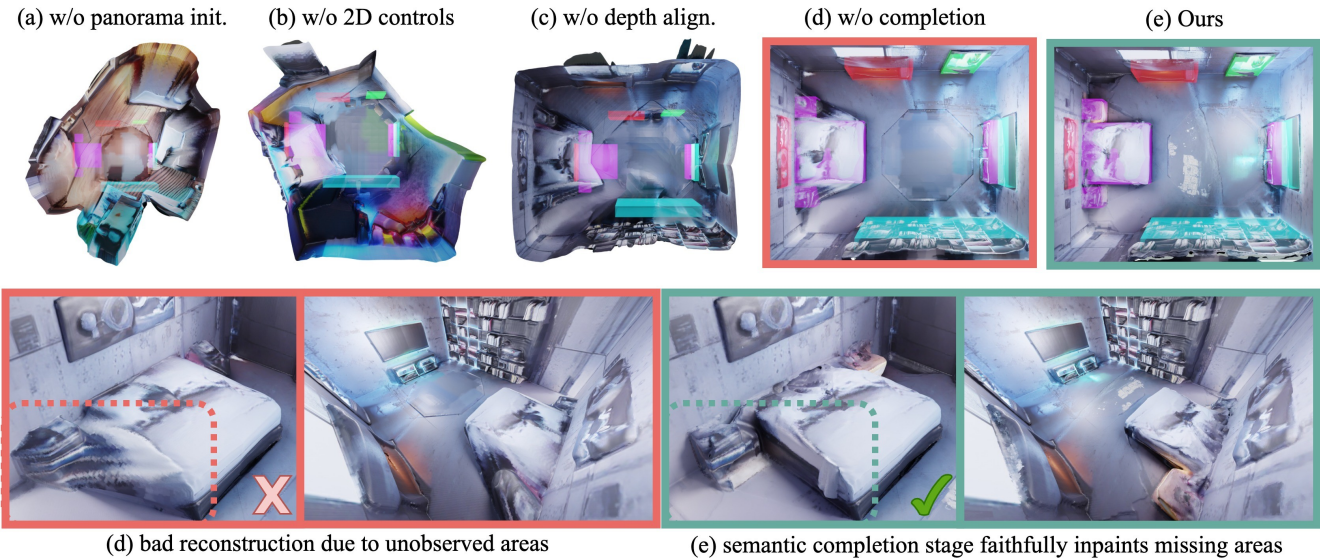 (a) w/o panorama init.
(b) w/o 2D controls
(c) w/o depth align.
(d) w/o completion
(e) Ours
X
(d) bad reconstruction due to unobserved areas
(e) semantic completion stage faithfully inpaints missing areas